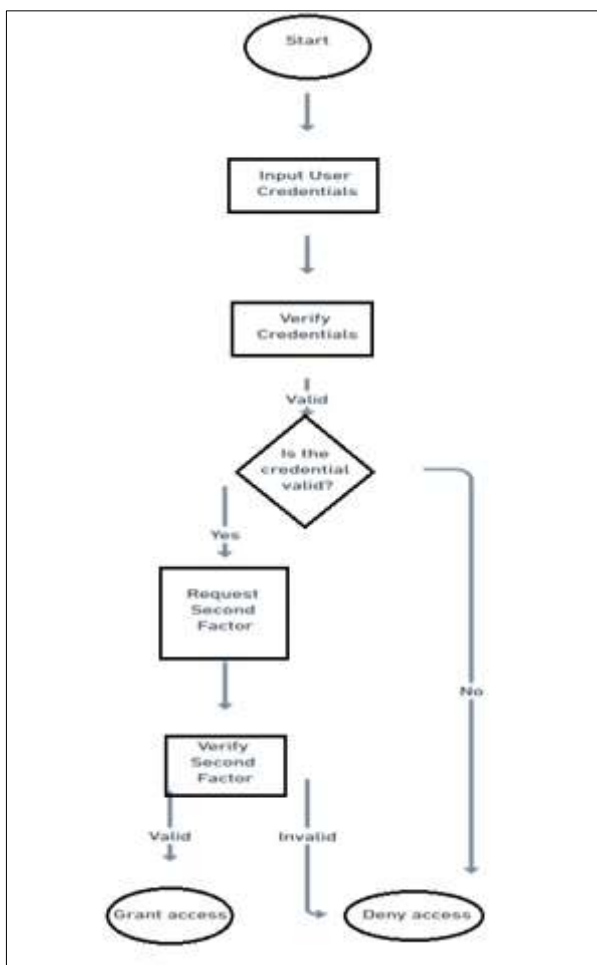 Start
Input User
Credentials
Verify
Credentials
Valid
Is the
credential
valid?
Yes
Request
Second
Factor
No
Verify
Second
Factor
Valid
Invalid
Grant access
Deny access